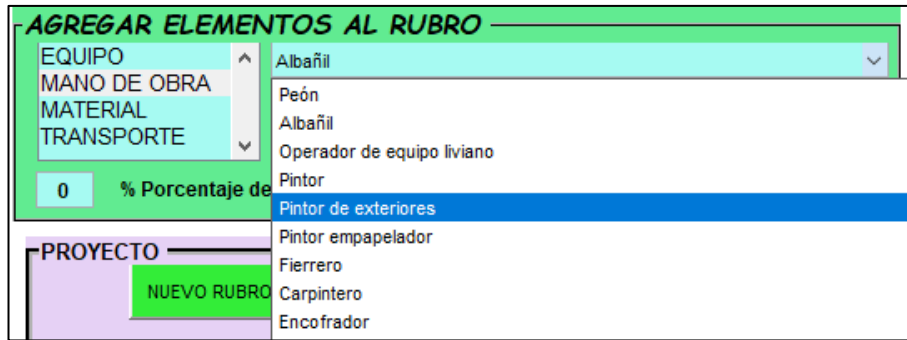 AGREGAR ELEMENTOS AL RUBRO
EQUIPO
MANO DE OBRA
MATERIAL
TRANSPORTE
Albañil
Peón
Albañil
Operador de equipo liviano
Pintor
Pintor de exteriores
Pintor empapelador
Fierrero
Carpintero
Encofrador
0 % Porcentaje de
PROYECTO
NUEVO RUBRO